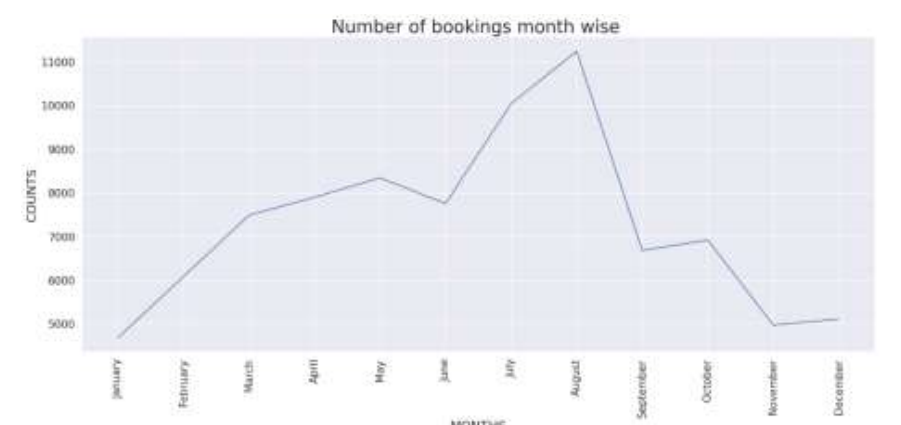 Number of bookings month wise
11000
10000
9000
8000
7000
6000
5000
COUNTS
January
February
March
April
May
June
July
August
September
October
November
December
MONTHS